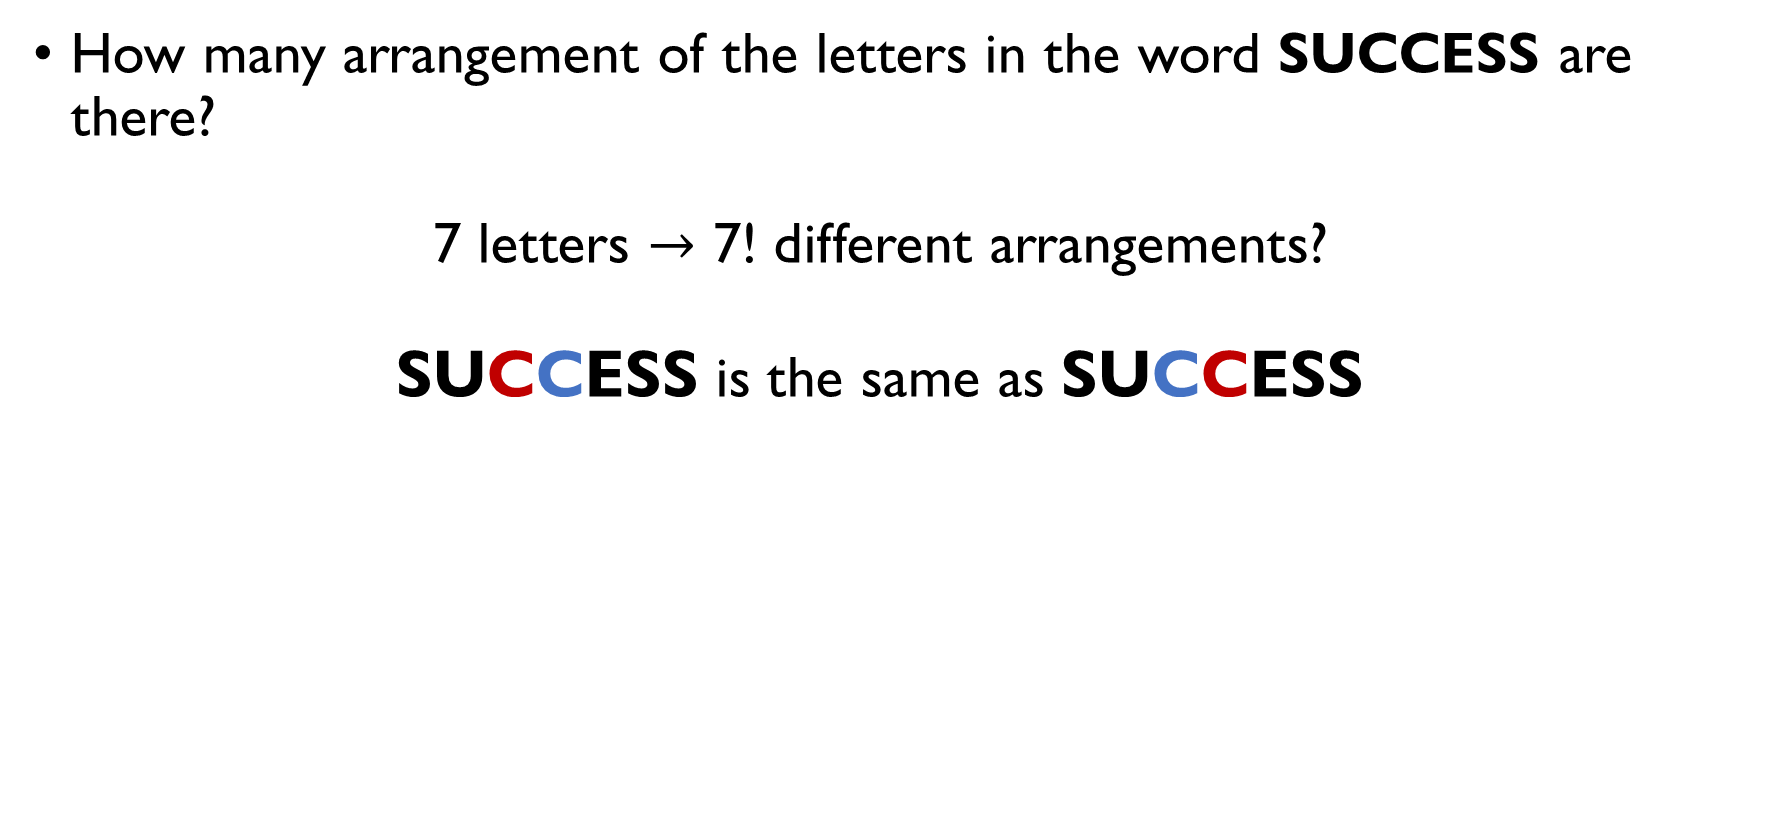 • How many arrangement of the letters in the word SUCCESS are
there?
7 letters → 7! different arrangements?
SUCCESS is the same as SUCCESS